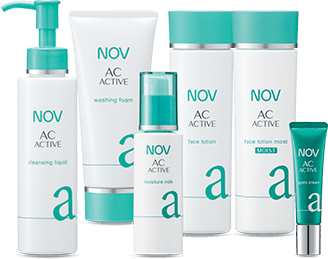 NOV
AC
ACTIVE
cleansing liquid
a
NOV
AC
ACTIVE
washing foam
a
NOV
AC
ACTIVE
moisture milk
a
NOV
AC
ACTIVE
face lotion
a
NOV
AC
ACTIVE
face lotion moist
MOIST
a
NOV
AC
ACTIVE
cream
a